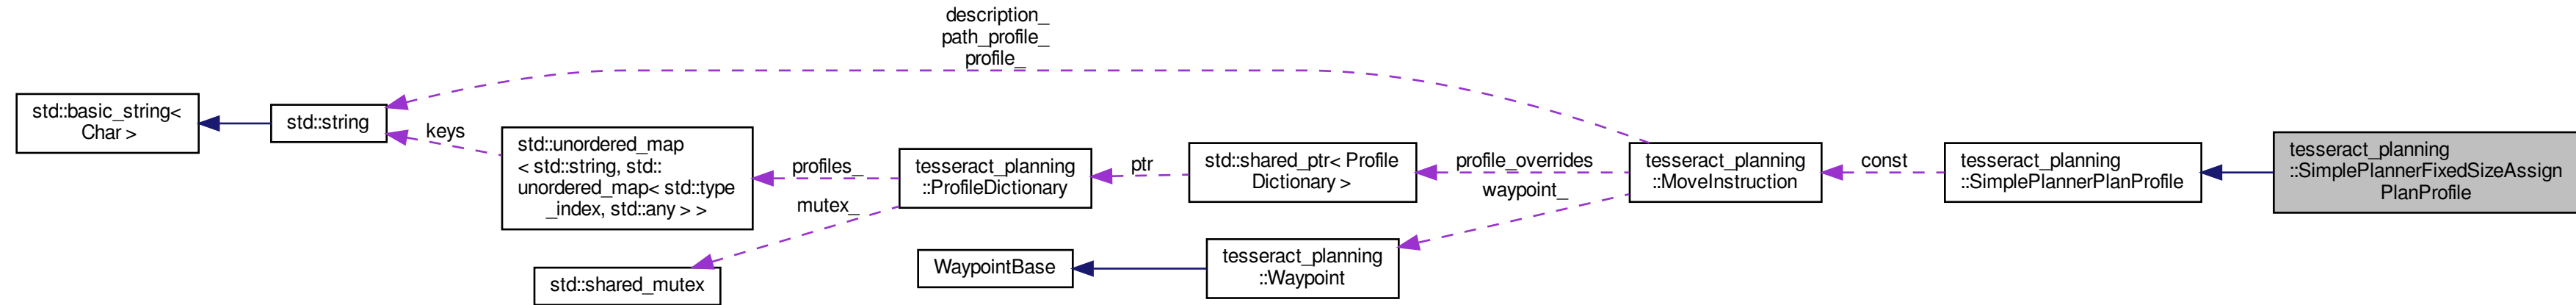 description_
path_profile_
profile_
std::basic_string<
Char >
std::string
keys
std::unordered_map
< std::string, std::
unordered_map< std::type
_index, std::any > >
profiles_
mutex_
std::shared_mutex
tesseract_planning
::ProfileDictionary
ptr
std::shared_ptr< Profile
Dictionary >
profile_overrides
waypoint_
WaypointBase
tesseract_planning
::Waypoint
tesseract_planning
::MoveInstruction
const
tesseract_planning
::SimplePlannerPlanProfile
tesseract_planning
::SimplePlannerFixedSizeAssign
PlanProfile